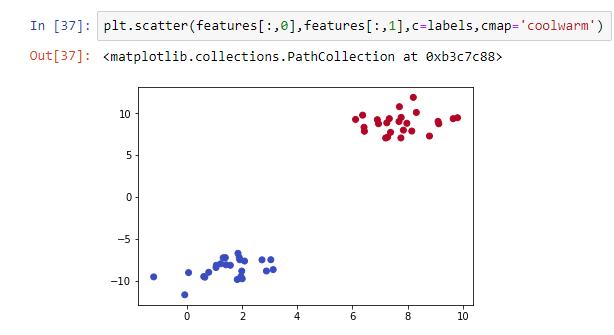 In [37]: plt.scatter(features[:,0],features[:,1],c=labels,cmap='coolwarm')
Out[37]: <matplotlib.collections.PathCollection at 0xb3c7c88>
10
5
0
−5
−10
0 2 4 6 8 10